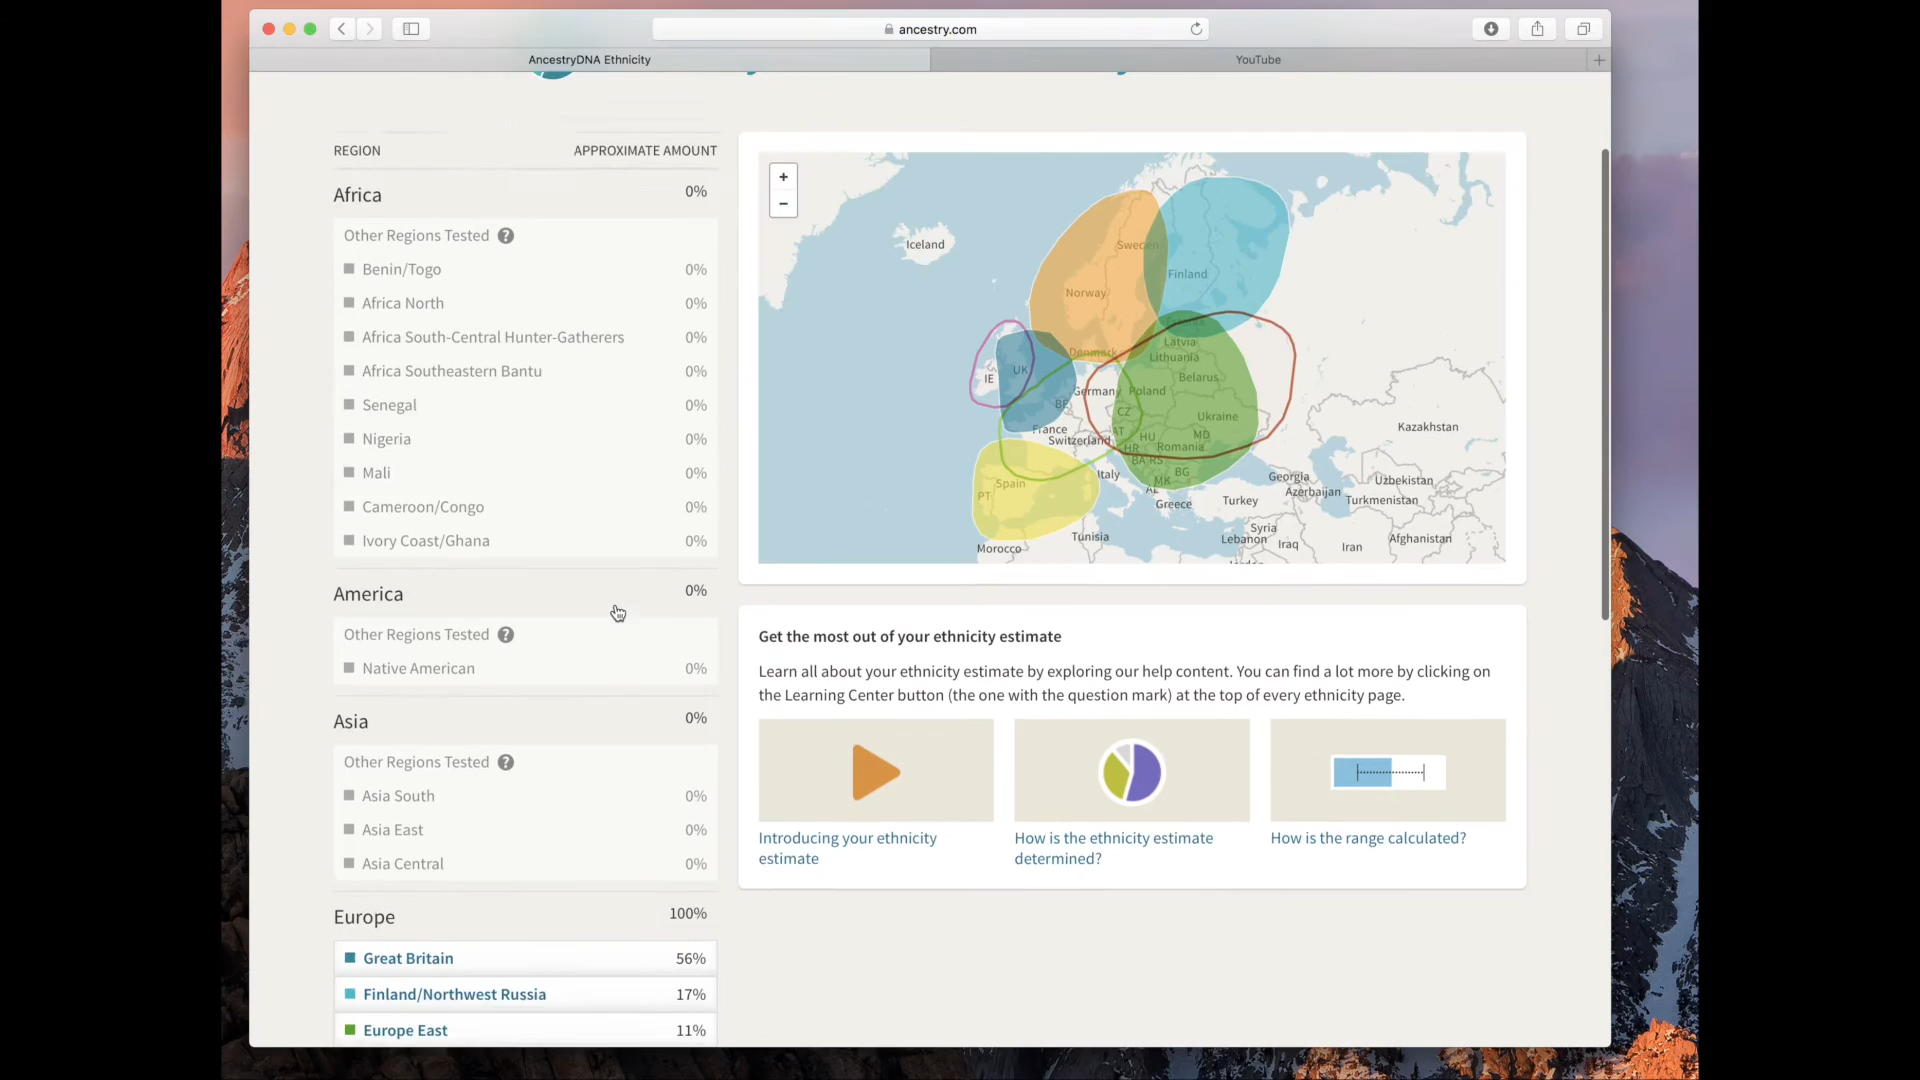 ancestry.com
AncestryDNA Ethnicity
YouTube
REGION
APPROXIMATE AMOUNT
Africa 0%
Other Regions Tested ?
Benin/Togo 0%
Africa North 0%
Africa South-Central Hunter-Gatherers 0%
Africa Southeastern Bantu 0%
Senegal 0%
Nigeria 0%
Mali 0%
Cameroon/Congo 0%
Ivory Coast/Ghana 0%
America 0%
Other Regions Tested ?
Native American 0%
Asia 0%
Other Regions Tested ?
Asia South 0%
Asia East 0%
Asia Central 0%
Europe 100%
Great Britain 56%
Finland/Northwest Russia 17%
Europe East 11%
+
−
Iceland
Sweden
Finland
Norway
Denmark
Latvia
Lithuania
UK
IE
Germany
Poland
Belarus
BE
CZ
Ukraine
France
AT
HU
MD
Switzerland
HR
Romania
BA RS
Kazakhstan
Italy
MK
BG
Spain
PT
AL
Greece
Turkey
Georgia
Azerbaijan
Uzbekistan
Turkmenistan
Syria
Lebanon
Iraq
Iran
Afghanistan
Tunisia
Morocco
Get the most out of your ethnicity estimate
Learn all about your ethnicity estimate by exploring our help content. You can find a lot more by clicking on
the Learning Center button (the one with the question mark) at the top of every ethnicity page.
Introducing your ethnicity
estimate
How is the ethnicity estimate
determined?
How is the range calculated?